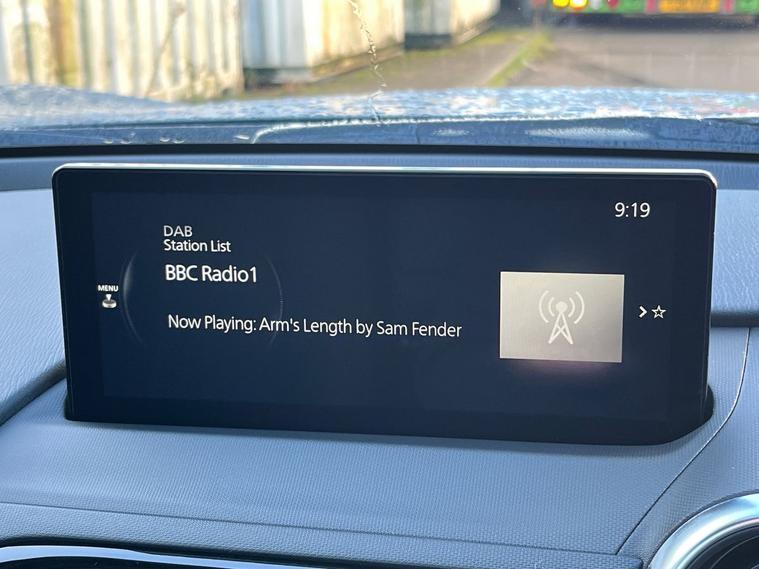 9:19
DAB
Station List
BBC Radio1
MENU
Now Playing: Arm's Length by Sam Fender